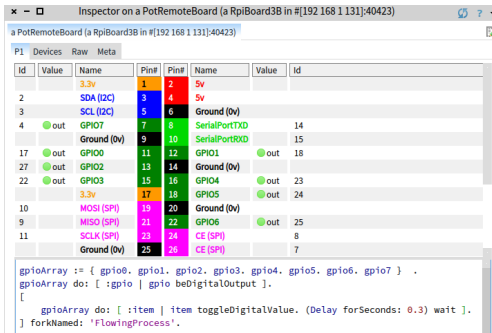 Inspector on a PotRemoteBoard (a RpiBoard3B in #[192 168 1 131]:40423)
a PotRemoteBoard (a RpiBoard3B in #[192 168 1 131]:40423)
P1 Devices Raw Meta
Id Value Name Pin# Pin# Name Value Id
3.3v 1 2 5v
2 SDA (I2C) 3 4 5v
3 SCL (I2C) 5 6 Ground (0v)
4 out GPIO7 7 8 SerialPortTXD 14
Ground (0v) 9 10 SerialPortRXD 15
17 out GPIO0 11 12 GPIO1 out 18
27 out GPIO2 13 14 Ground (0v)
22 out GPIO3 15 16 GPIO4 out 23
3.3v 17 18 GPIO5 out 24
10 MOSI (SPI) 19 20 Ground (0v)
9 MISO (SPI) 21 22 GPIO6 out 25
11 SCLK (SPI) 23 24 CE (SPI) 8
Ground (0v) 25 26 CE (SPI) 7
gpioArray := { gpio0. gpio1. gpio2. gpio3. gpio4. gpio5. gpio6. gpio7 } .
gpioArray do: [ :gpio | gpio beDigitalOutput ].
[
gpioArray do: [ :item | item toggleDigitalValue. (Delay forSeconds: 0.3) wait ].
] forkNamed: 'FlowingProcess'.